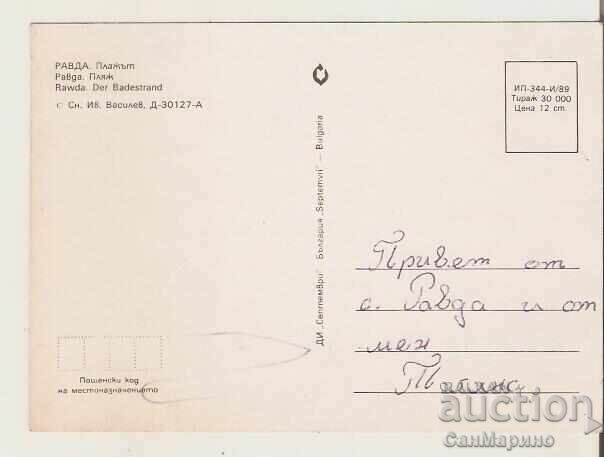 РАВДА. Плажът
Равда. Пляж
Rawda. Der Badestrand
© Сн. Ив. Василев, Д-30127-А
ДИ „Септември" България „Septemvri" — Bulgaria
ИП-344-И/89
Тираж 30 000
Цена 12 ст.
Привет от
с. Равда и от
мен
Пощенски код
на местоназначението
auction
СанМарино